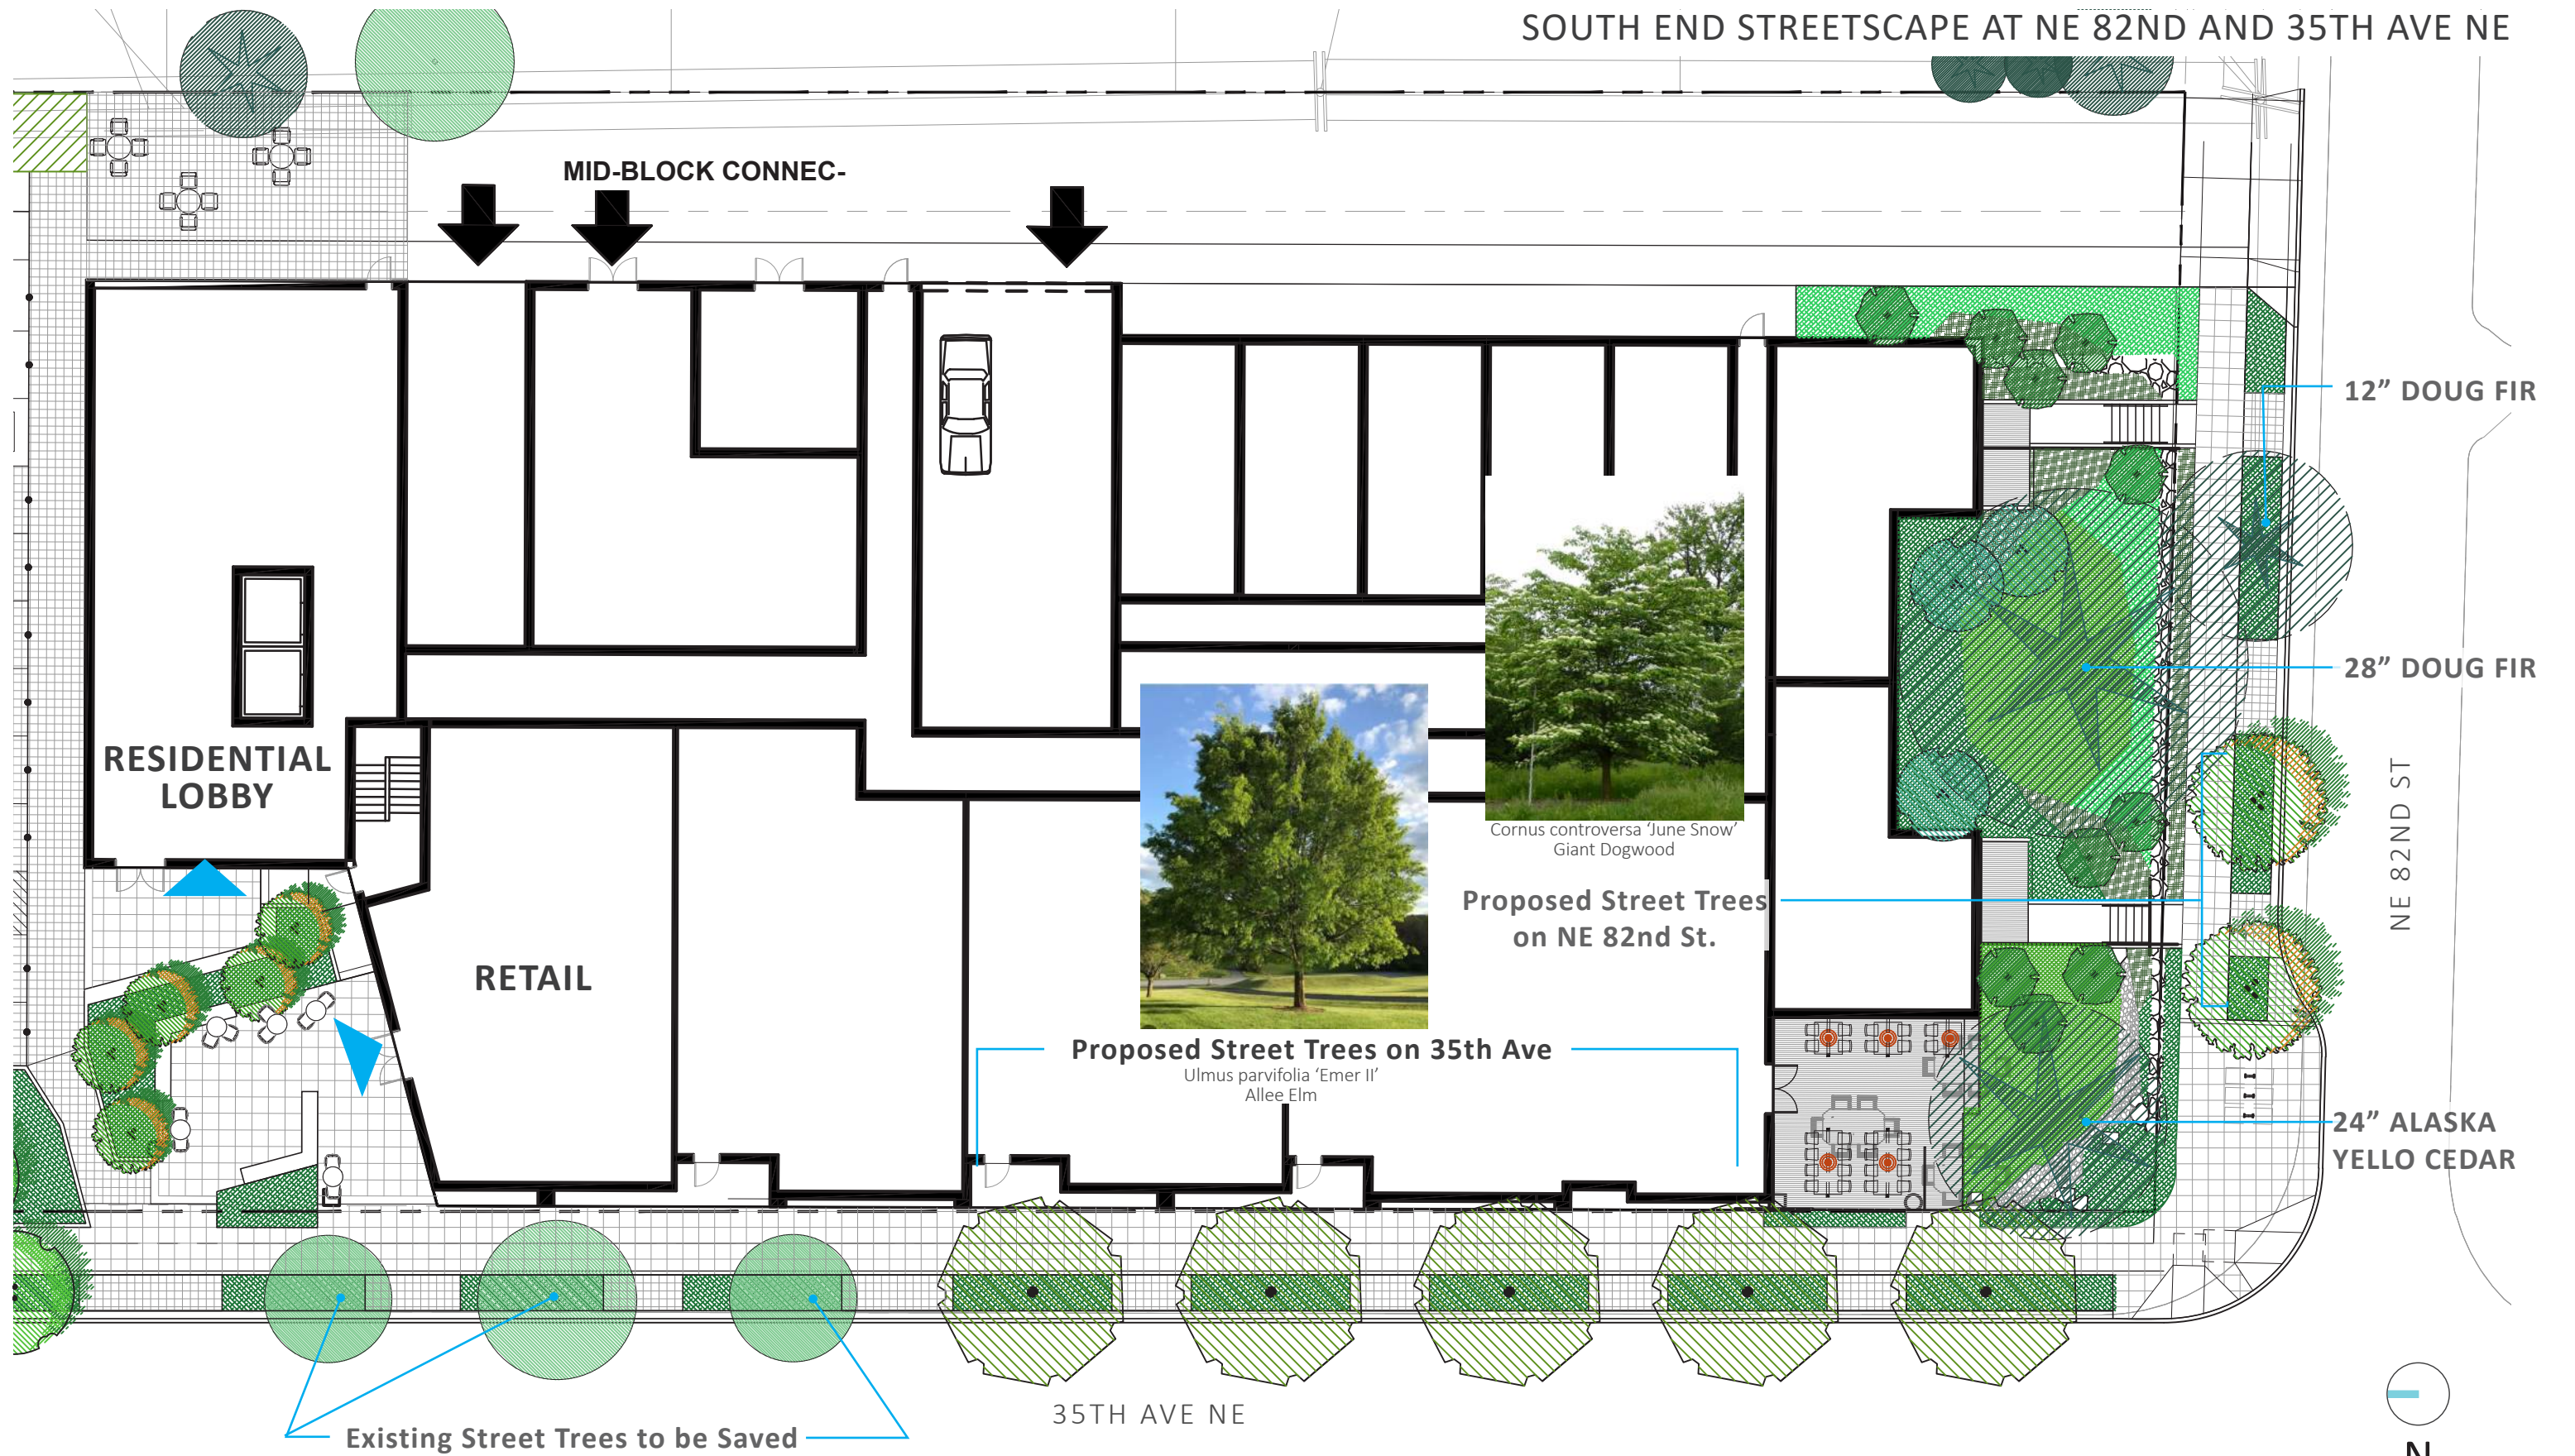 SOUTH END STREETSCAPE AT NE 82ND AND 35TH AVE NE
MID-BLOCK CONNEC-
12” DOUG FIR
28” DOUG FIR
RESIDENTIAL
LOBBY
NE 82ND ST
Cornus controversa ‘June Snow’
Giant Dogwood
Proposed Street Trees
on NE 82nd St.
RETAIL
Proposed Street Trees on 35th Ave
Ulmus parvifolia ‘Emer II’
Allee Elm
24” ALASKA
YELLO CEDAR
35TH AVE NE
Existing Street Trees to be Saved
N